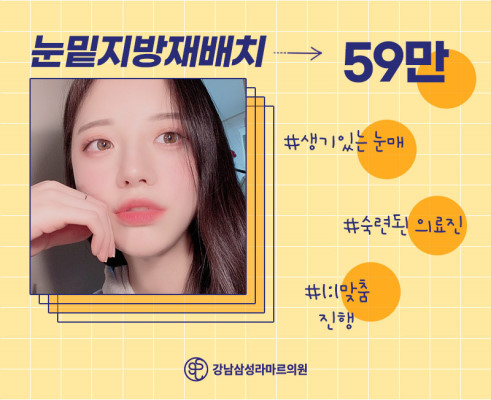 눈밑지방재배치
59만
#생기있는 눈매
#숙련된 의료진
#1:1맞춤
진행
강남삼성라마르의원